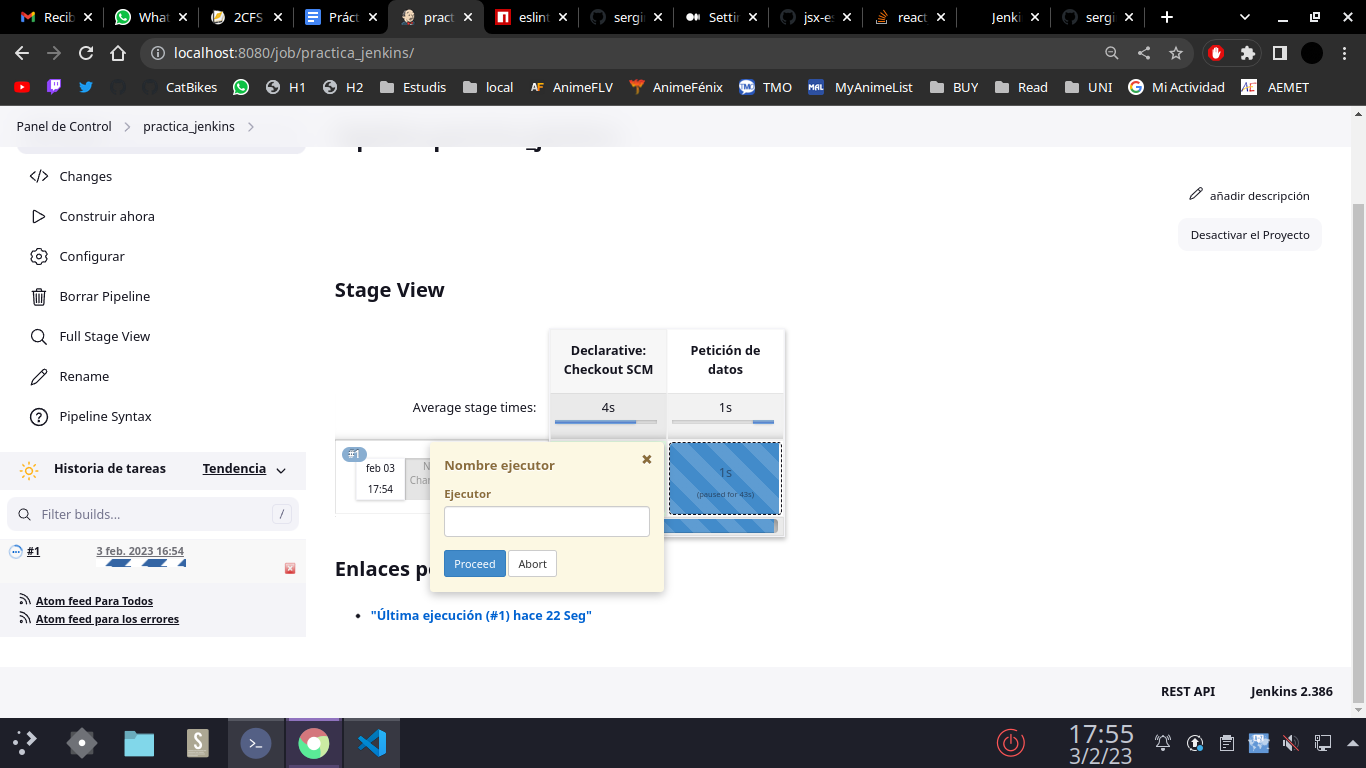 Recib What 2CFS Práct pract eslint sergi Settin jsx-es react Jenki sergi
localhost:8080/job/practica_jenkins/
CatBikes H1 H2 Estudis local AF AnimeFLV AnimeFénix TMO MAL MyAnimeList BUY Read UNI Mi Actividad AEMET
Panel de Control practica_jenkins
Changes
añadir descripción
Construir ahora
Desactivar el Proyecto
Configurar
Borrar Pipeline
Full Stage View
Rename
Pipeline Syntax
Stage View
Declarative: Checkout SCM
Petición de datos
Average stage times: 4s 1s
#1
feb 03
17:54
1s
(paused for 43s)
Nombre ejecutor
Ejecutor
Proceed Abort
Historia de tareas Tendencia
Filter builds... /
#1 3 feb. 2023 16:54
Atom feed Para Todos
Atom feed para los errores
Enlaces p
"Última ejecución (#1) hace 22 Seg"
REST API Jenkins 2.386
17:55
3/2/23